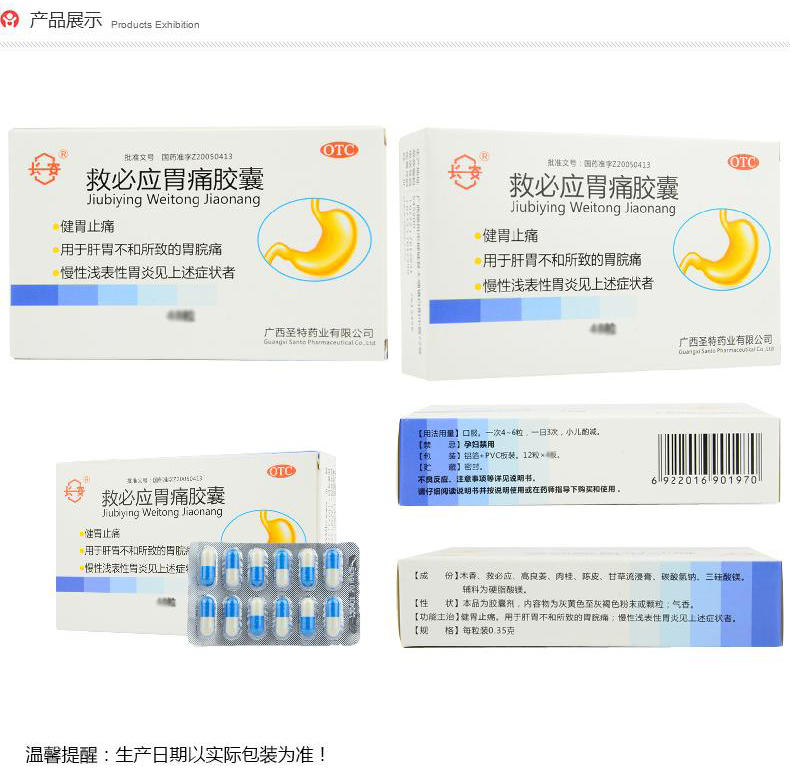 产品展示 Products Exhibition
长安®
批准文号：国药准字Z20050413
OTC
救必应胃痛胶囊
Jiubiying Weitong Jiaonang
健胃止痛
用于肝胃不和所致的胃脘痛
慢性浅表性胃炎见上述症状者
48粒
广西圣特药业有限公司
Guangxi Santo Pharmaceutical Co.,Ltd
长安®
批准文号：国药准字Z20050413
OTC
救必应胃痛胶囊
Jiubiying Weitong Jiaonang
健胃止痛
用于肝胃不和所致的胃脘痛
慢性浅表性胃炎见上述症状者
48粒
广西圣特药业有限公司
Guangxi Santo Pharmaceutical Co.,Ltd
长安®
批准文号：国药准字Z20050413
OTC
救必应胃痛胶囊
Jiubiying Weitong Jiaonang
健胃止痛
用于肝胃不和所致的胃脘
慢性浅表性胃炎见上述症
【用法用量】口服，一次4~6粒，一日3次，小儿酌减。
【禁 忌】孕妇禁用
【包 装】铝箔+PVC板装。12粒×4板。
【贮 藏】密封。
不良反应、注意事项等详见说明书。
请仔细阅读说明书并按说明使用或在药师指导下购买和使用。
6 922016 901970
【成 份】木香、救必应、高良姜、肉桂、陈皮、甘草流浸膏、碳酸氢钠、三硅酸镁。
辅料为硬脂酸镁。
【性 状】本品为胶囊剂，内容物为灰黄色至灰褐色粉末或颗粒；气香。
【功能主治】健胃止痛。用于肝胃不和所致的胃脘痛；慢性浅表性胃炎见上述症状者。
【规 格】每粒装0.35克
温馨提醒：生产日期以实际包装为准！